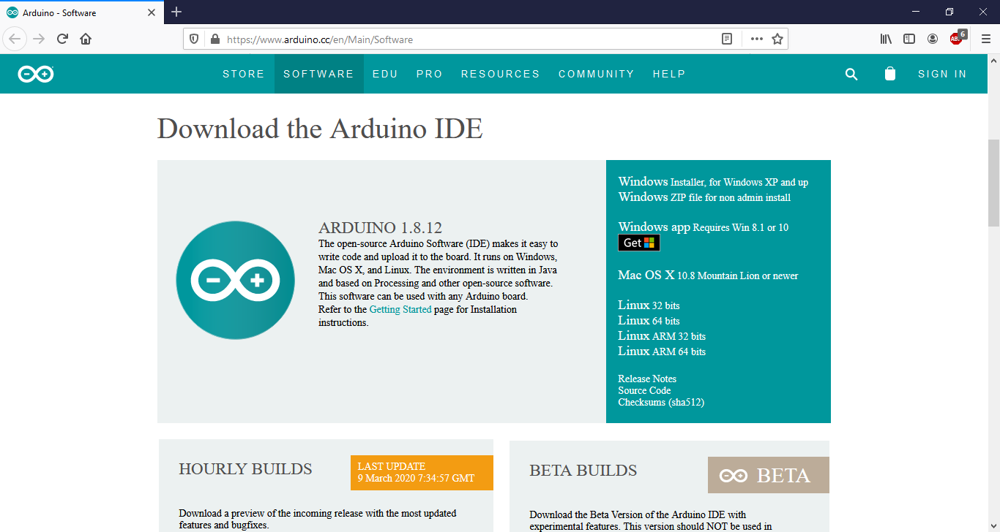 Arduino - Software
https://www.arduino.cc/en/Main/Software
ABP
6
STORE SOFTWARE EDU PRO RESOURCES COMMUNITY HELP SIGN IN
Download the Arduino IDE
ARDUINO 1.8.12
The open-source Arduino Software (IDE) makes it easy to
write code and upload it to the board. It runs on Windows,
Mac OS X, and Linux. The environment is written in Java
and based on Processing and other open-source software.
This software can be used with any Arduino board.
Refer to the Getting Started page for Installation
instructions.
Windows Installer, for Windows XP and up
Windows ZIP file for non admin install
Windows app Requires Win 8.1 or 10
Get
Mac OS X 10.8 Mountain Lion or newer
Linux 32 bits
Linux 64 bits
Linux ARM 32 bits
Linux ARM 64 bits
Release Notes
Source Code
Checksums (sha512)
HOURLY BUILDS
LAST UPDATE
9 March 2020 7:34:57 GMT
Download a preview of the incoming release with the most updated
features and bugfixes.
BETA BUILDS
BETA
Download the Beta Version of the Arduino IDE with
experimental features. This version should NOT be used in